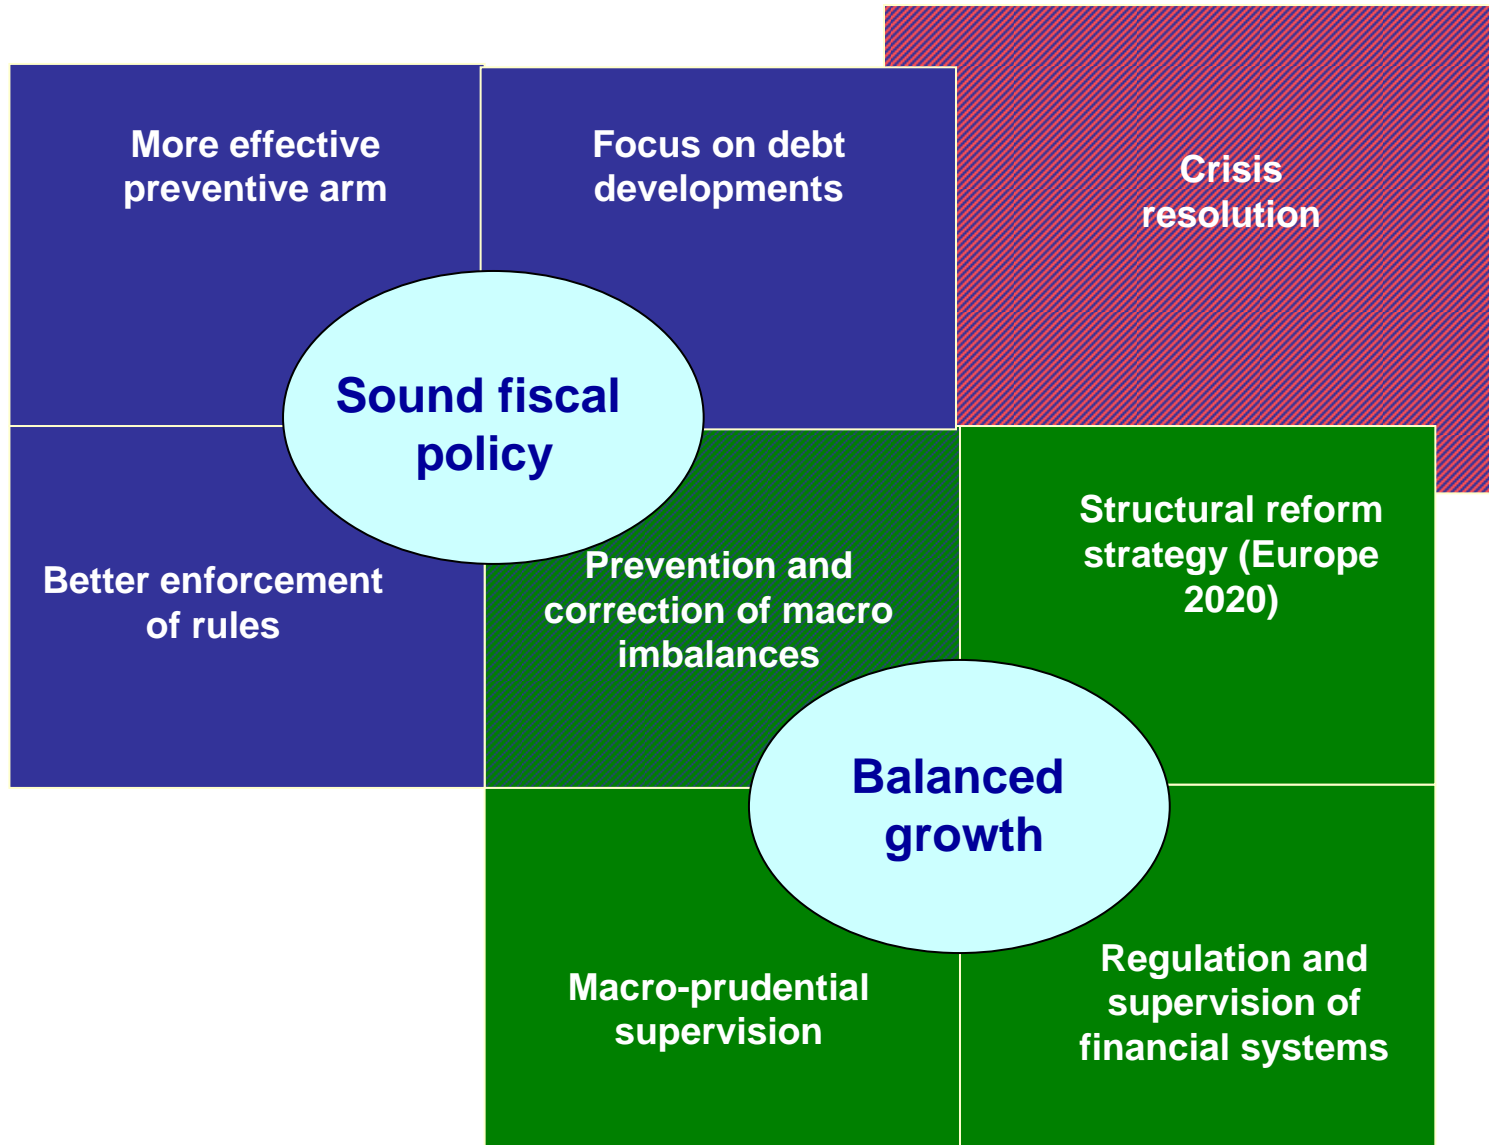 More effective
preventive arm
Focus on debt
developments
Crisis
resolution
Sound fiscal
policy
Better enforcement
of rules
Prevention and
correction of macro
imbalances
Structural reform
strategy (Europe
2020)
Balanced
growth
Macro-prudential
supervision
Regulation and
supervision of
financial systems